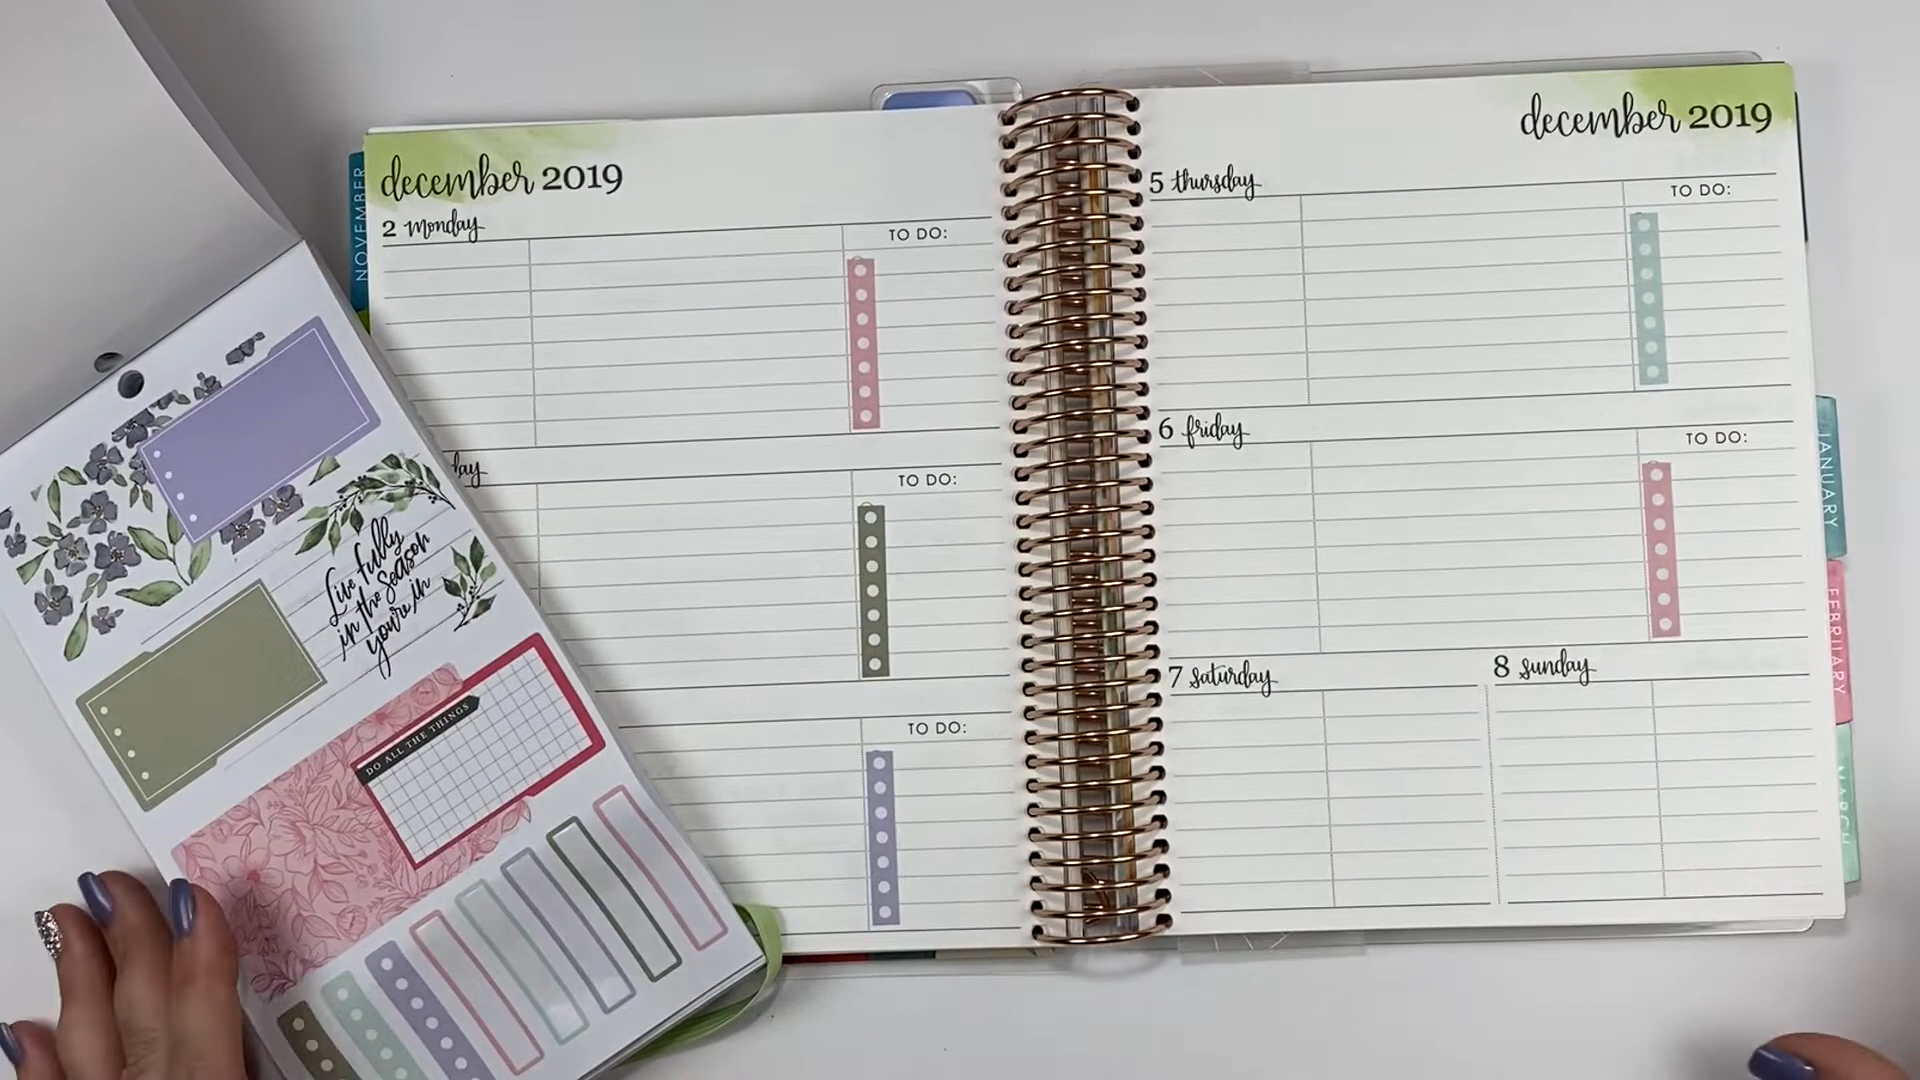 december 2019
2 monday
TO DO:
day
TO DO:
TO DO:
december 2019
5 thursday
TO DO:
6 friday
TO DO:
7 saturday
8 sunday
NOVEMBER
JANUARY
FEBRUARY
MARCH
Live fully
in the season
you're in
DO ALL THE THINGS